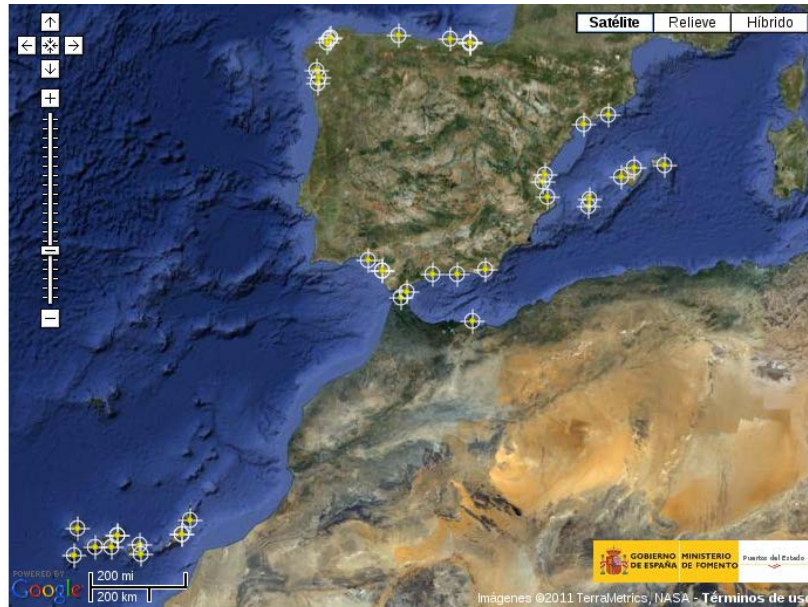 Satélite
Relieve
Híbrido
GOBIERNO DE ESPAÑA
MINISTERIO DE FOMENTO
Puertos del Estado
POWERED BY
Google
200 mi
200 km
Imágenes ©2011 TerraMetrics, NASA - Términos de us